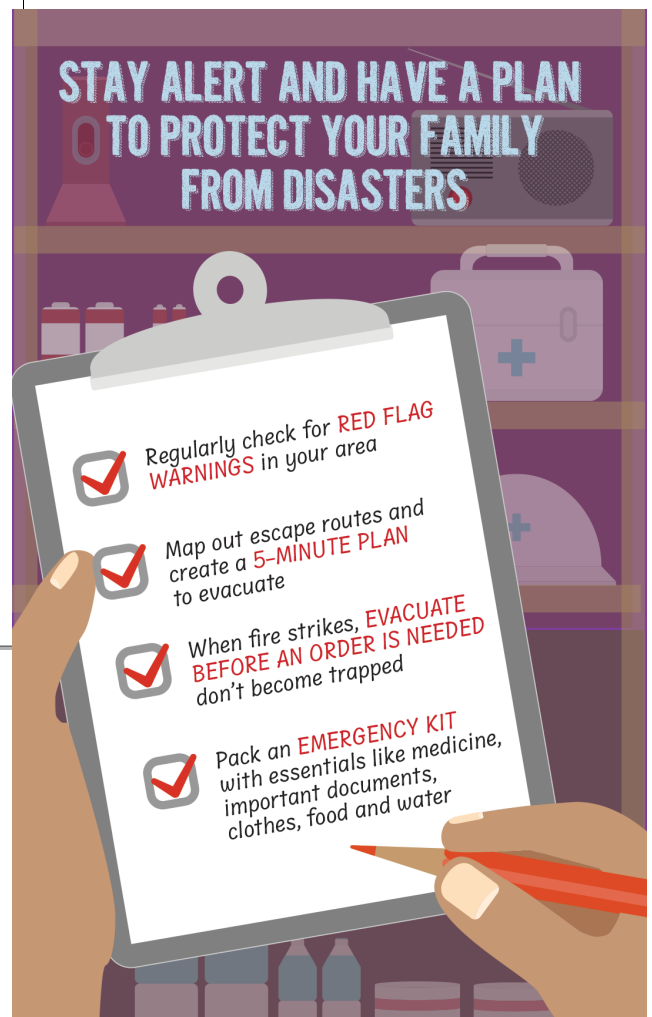 STAY ALERT AND HAVE A PLAN
TO PROTECT YOUR FAMILY
FROM DISASTERS
Regularly check for RED FLAG
WARNINGS in your area
Map out escape routes and
create a 5-MINUTE PLAN
to evacuate
When fire strikes, EVACUATE
BEFORE AN ORDER IS NEEDED
don't become trapped
Pack an EMERGENCY KIT
with essentials like medicine,
important documents,
clothes, food and water